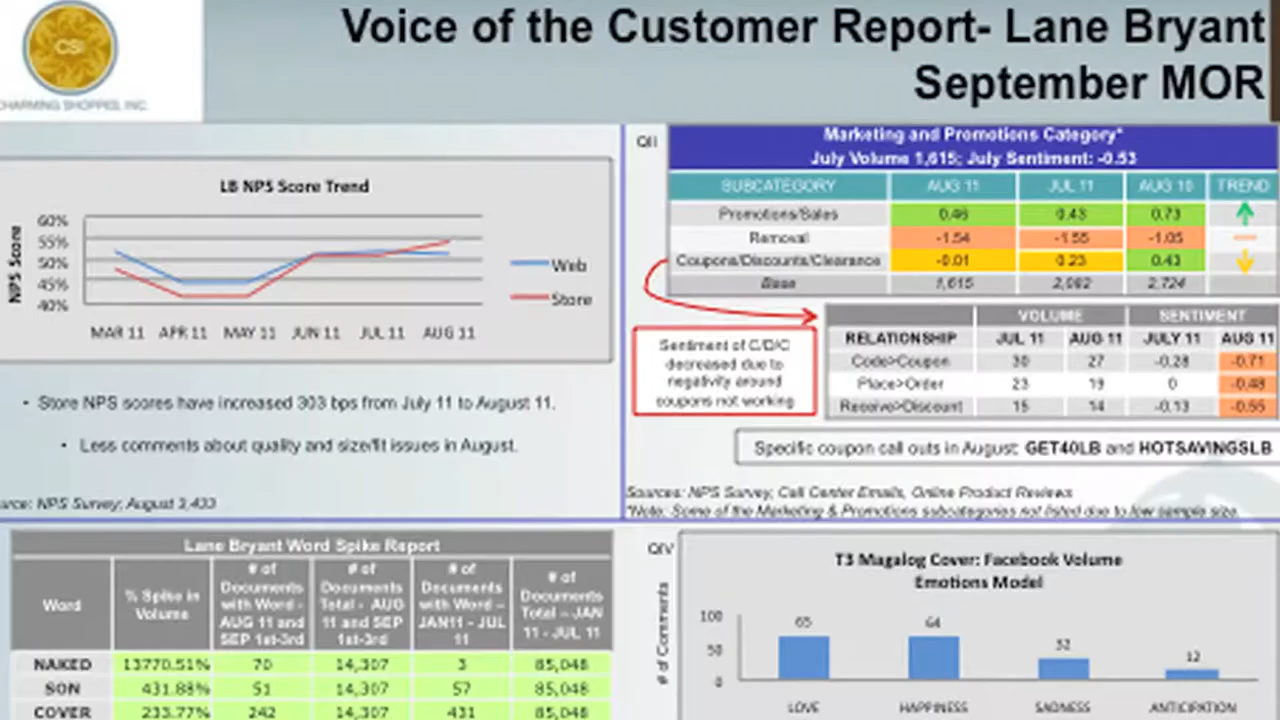 CSI
CHARMING SHOPPES, INC.
Voice of the Customer Report- Lane Bryant
September MOR
LB NPS Score Trend
NPS Score
60%
55%
50%
45%
40%
MAR 11 APR 11 MAY 11 JUN 11 JUL 11 AUG 11
Web
Store
• Store NPS scores have increased 303 bps from July 11 to August 11.
• Less comments about quality and size/fit issues in August.
urce: NPS Survey; August 3,433
QII
Marketing and Promotions Category*
July Volume 1,615; July Sentiment: -0.53
SUBCATEGORY AUG 11 JUL 11 AUG 10 TREND
Promotions/Sales 0.46 0.43 0.73
Removal -1.54 -1.55 -1.05
Coupons/Discounts/Clearance -0.01 0.23 0.43
Base 1,615 2,082 2,724
VOLUME SENTIMENT
RELATIONSHIP JUL 11 AUG 11 JULY 11 AUG 11
Code>Coupon 30 27 -0.28 -0.71
Place>Order 23 19 0 -0.48
Receive>Discount 15 14 -0.13 -0.55
Sentiment of C/D/C
decreased due to
negativity around
coupons not working
Specific coupon call outs in August: GET40LB and HOTSAVINGSLB
Sources: NPS Survey, Call Center Emails, Online Product Reviews
*Note: Some of the Marketing & Promotions subcategories not listed due to low sample size.
Lane Bryant Word Spike Report
Word
% Spike in
Volume
# of
Documents
with Word -
AUG 11 and
SEP 1st-3rd
# of
Documents
Total - AUG
11 and SEP
1st-3rd
# of
Documents
with Word –
JAN11 - JUL
11
# of
Documents
Total – JAN
11 - JUL 11
NAKED 13770.51% 70 14,307 3 85,048
SON 431.88% 51 14,307 57 85,048
COVER 233.77% 242 14,307 431 85,048
QIV
T3 Magalog Cover: Facebook Volume
Emotions Model
# of Comments
100
50
0
65
64
32
12
LOVE HAPPINESS SADNESS ANTICIPATION